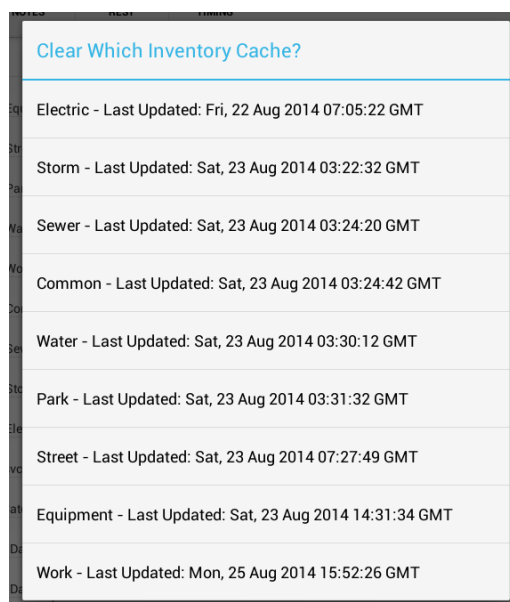 NOTES REST TIMING
Clear Which Inventory Cache?
Electric - Last Updated: Fri, 22 Aug 2014 07:05:22 GMT
Storm - Last Updated: Sat, 23 Aug 2014 03:22:32 GMT
Sewer - Last Updated: Sat, 23 Aug 2014 03:24:20 GMT
Common - Last Updated: Sat, 23 Aug 2014 03:24:42 GMT
Water - Last Updated: Sat, 23 Aug 2014 03:30:12 GMT
Park - Last Updated: Sat, 23 Aug 2014 03:31:32 GMT
Street - Last Updated: Sat, 23 Aug 2014 07:27:49 GMT
Equipment - Last Updated: Sat, 23 Aug 2014 14:31:34 GMT
Work - Last Updated: Mon, 25 Aug 2014 15:52:26 GMT